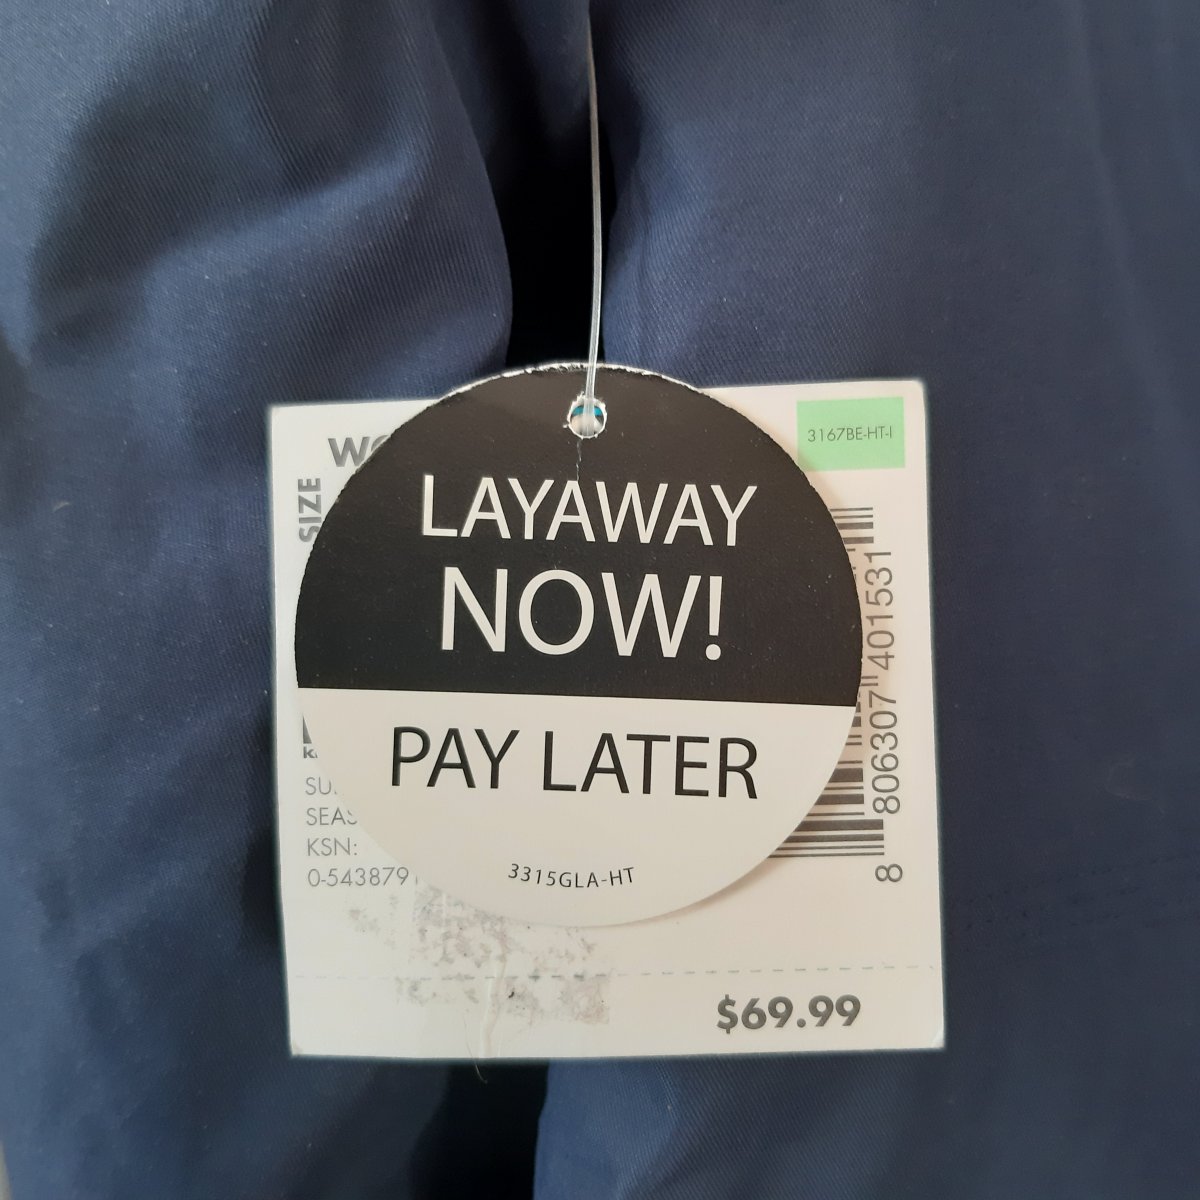 LAYAWAY
NOW!
PAY LATER
3315GLA-HT
3167BE-HT-I
SIZE
KSN:
0-543879
8 806307 401531
$69.99